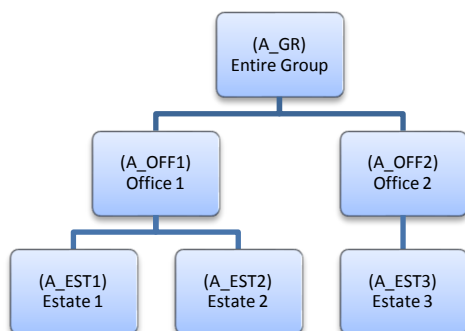 (A_GR)
Entire Group
(A_OFF1)
Office 1
(A_OFF2)
Office 2
(A_EST1)
Estate 1
(A_EST2)
Estate 2
(A_EST3)
Estate 3